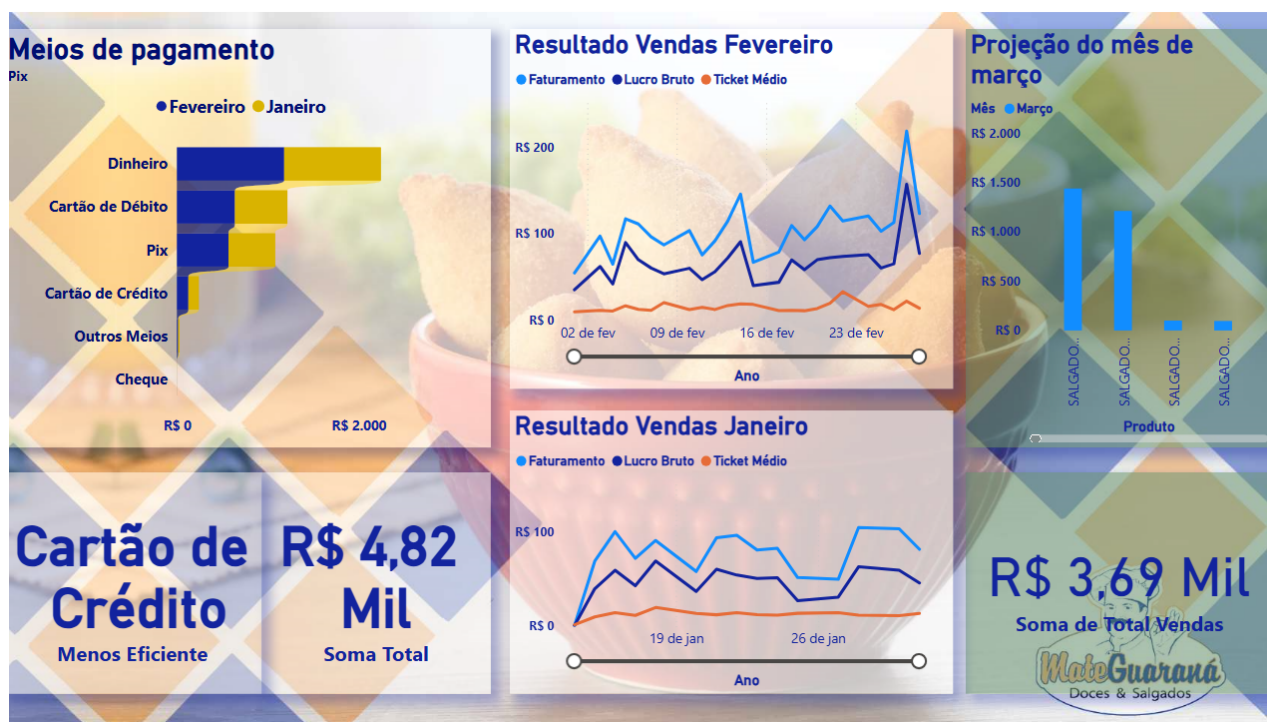 Meios de pagamento
Pix
Fevereiro Janeiro
Dinheiro
Cartão de Débito
Pix
Cartão de Crédito
Outros Meios
Cheque
R$ 0 R$ 2.000
Cartão de
Crédito
Menos Eficiente
R$ 4,82
Mil
Soma Total
Resultado Vendas Fevereiro
Faturamento Lucro Bruto Ticket Médio
R$ 200
R$ 100
R$ 0
02 de fev 09 de fev 16 de fev 23 de fev
Ano
Resultado Vendas Janeiro
Faturamento Lucro Bruto Ticket Médio
R$ 100
R$ 0
19 de jan 26 de jan
Ano
Projeção do mês de
março
Mês Março
R$ 2.000
R$ 1.500
R$ 1.000
R$ 500
R$ 0
SALGADO...
SALGADO...
SALGADO...
SALGADO...
Produto
R$ 3,69 Mil
Soma de Total Vendas
MateGuaraná
Doces & Salgados